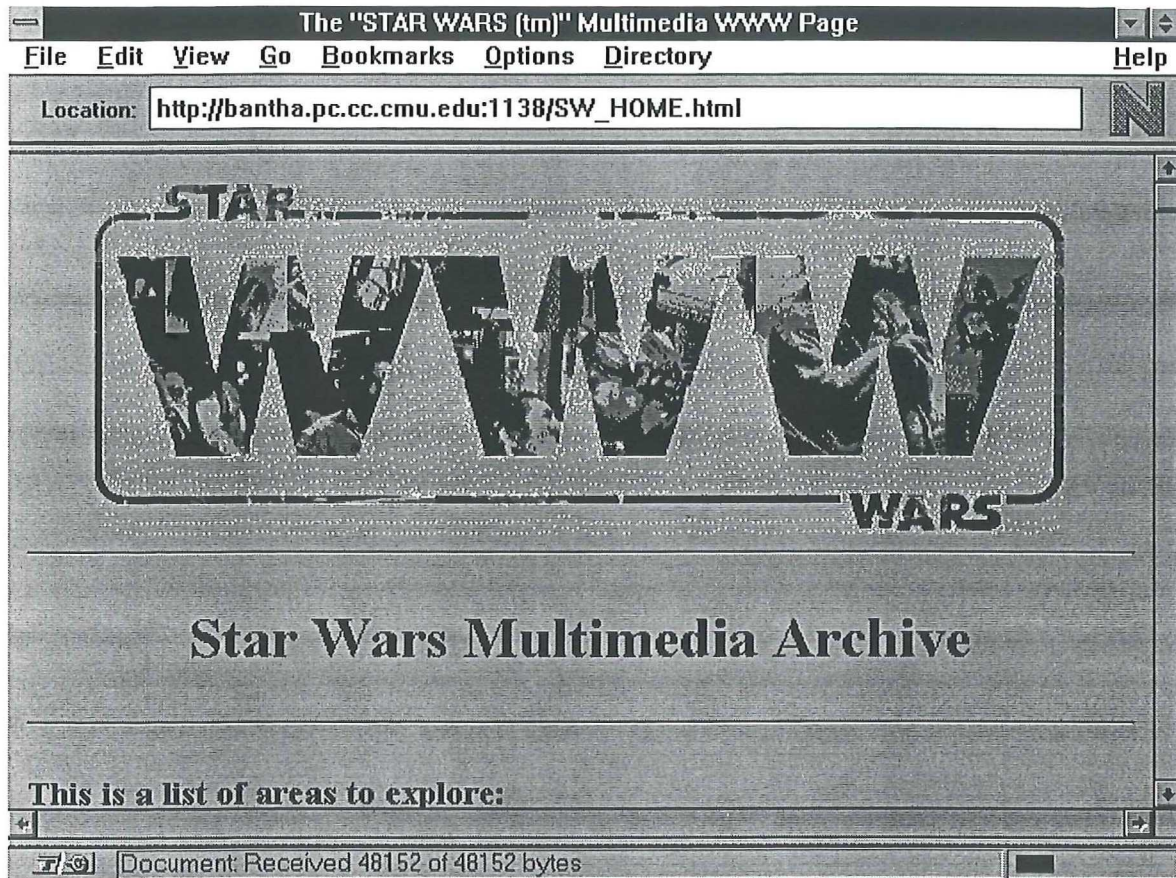 The "STAR WARS (tm)" Multimedia WWW Page
File Edit View Go Bookmarks Options Directory Help
Location: http://bantha.pc.cc.cmu.edu:1138/SW_HOME.html
N
STAR
WWW
WARS
Star Wars Multimedia Archive
This is a list of areas to explore:
Document: Received 48152 of 48152 bytes